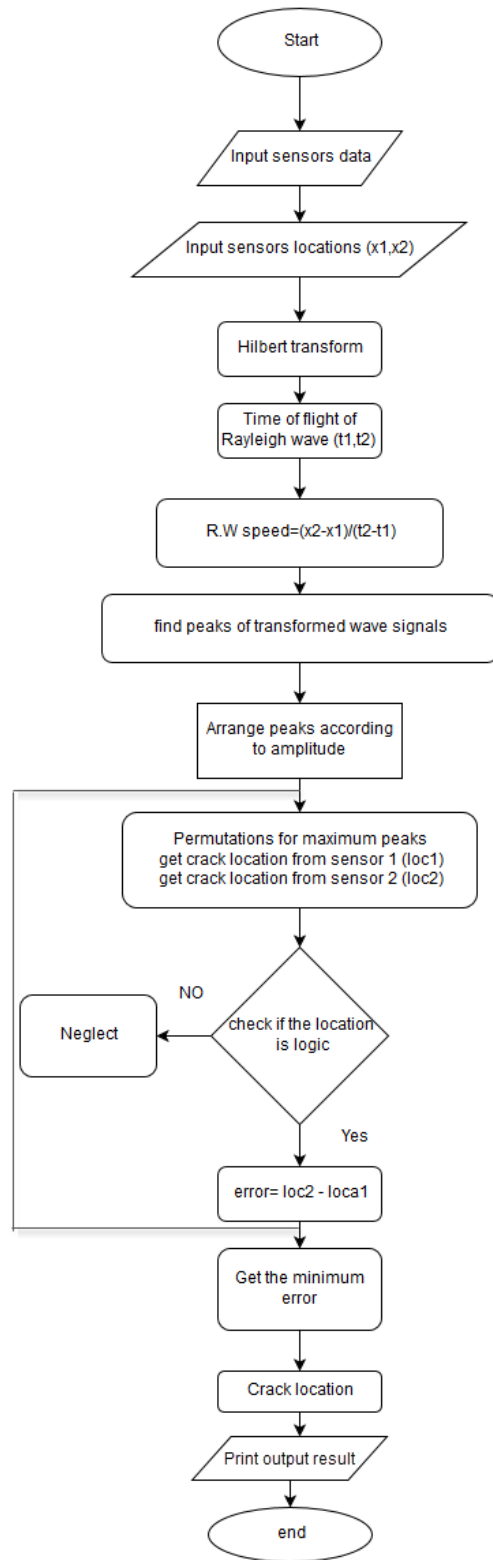 Start
Input sensors data
Input sensors locations (x1,x2)
Hilbert transform
Time of flight of
Rayleigh wave (t1,t2)
R.W speed=(x2-x1)/(t2-t1)
find peaks of transformed wave signals
Arrange peaks according
to amplitude
Permutations for maximum peaks
get crack location from sensor 1 (loc1)
get crack location from sensor 2 (loc2)
NO
Neglect
check if the location
is logic
Yes
error= loc2 - loca1
Get the minimum
error
Crack location
Print output result
end